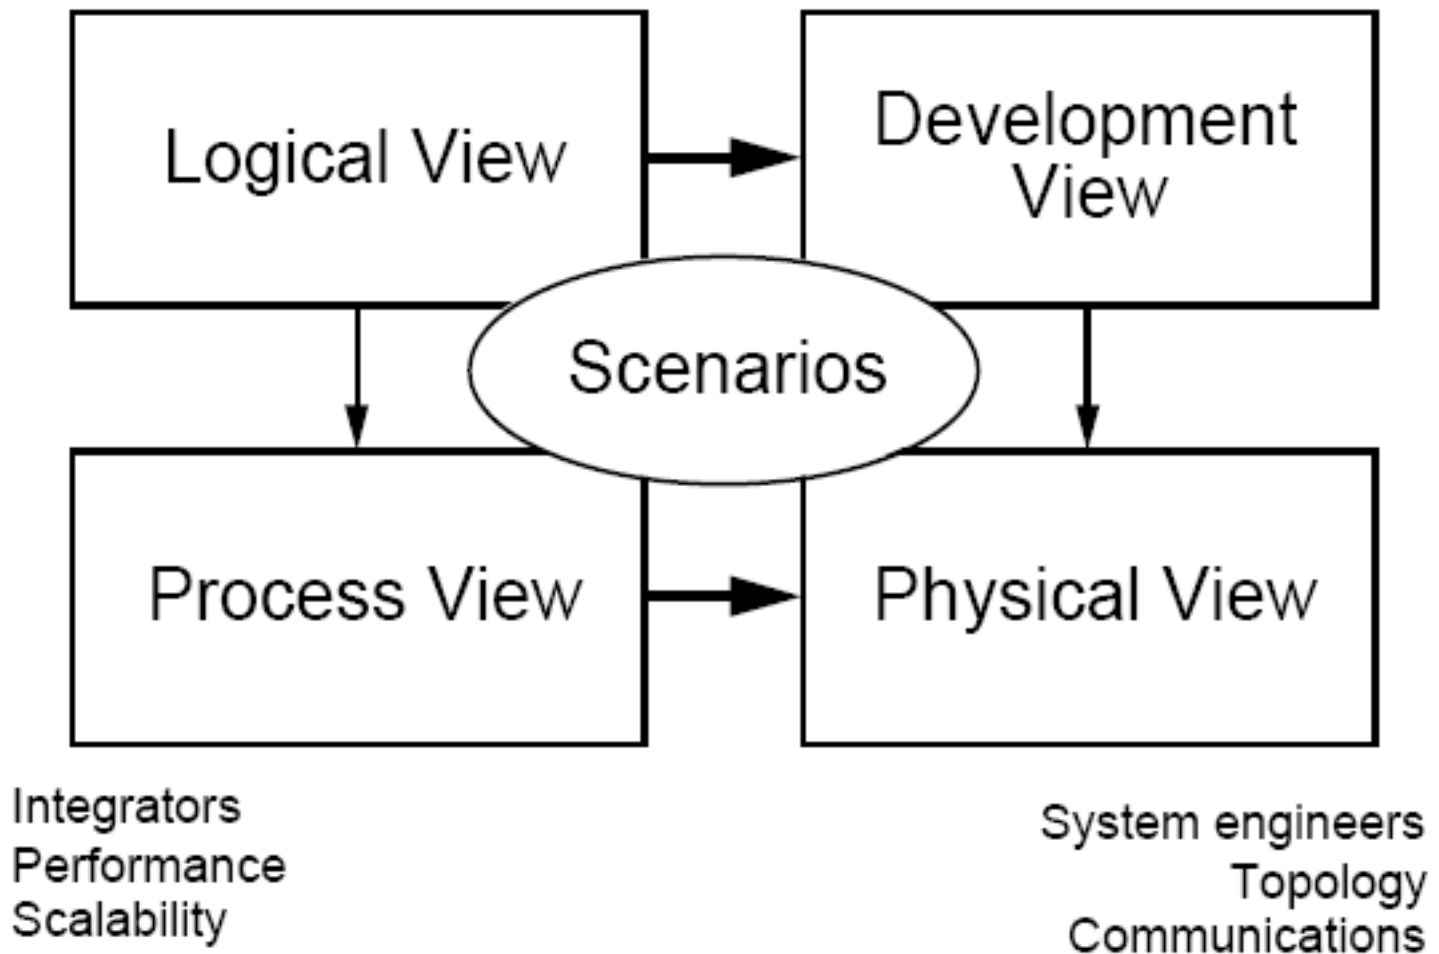 Logical View
Development
View
Scenarios
Process View
Physical View
Integrators
Performance
Scalability
System engineers
Topology
Communications